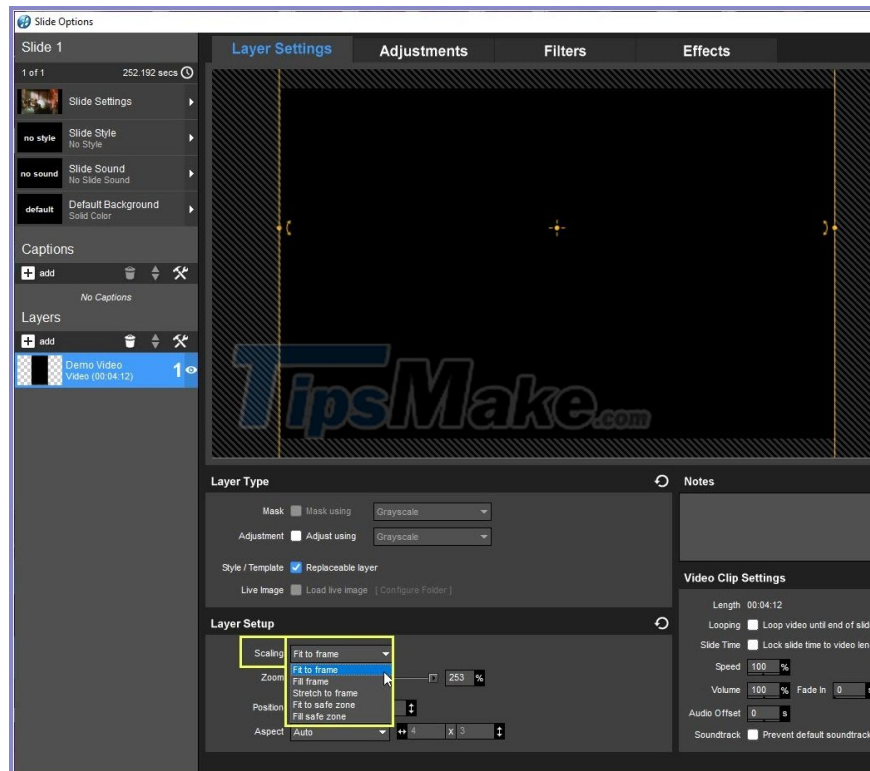 Slide Options
Slide 1
Layer Settings Adjustments Filters Effects
1 of 1 252.192 secs
Slide Settings
no style Slide Style
No Style
no sound Slide Sound
No Slide Sound
default Default Background
Solid Color
Captions
add
No Captions
Layers
add
Demo Video
Video (00:04:12)
1
TipsMake.com
Layer Type
Mask Mask using Grayscale
Adjustment Adjust using Grayscale
Style / Template Replaceable layer
Live Image Load live image [ Configure Folder ]
Layer Setup
Scaling Fit to frame
Fit to frame
Fill frame
Stretch to frame
Fit to safe zone
Fill safe zone
Zoom 253 %
Position
Aspect Auto 4 x 3
Notes
Video Clip Settings
Length 00:04:12
Looping Loop video until end of slid
Slide Time Lock slide time to video len
Speed 100 %
Volume 100 % Fade In 0 s
Audio Offset 0 s
Soundtrack Prevent default soundtrack